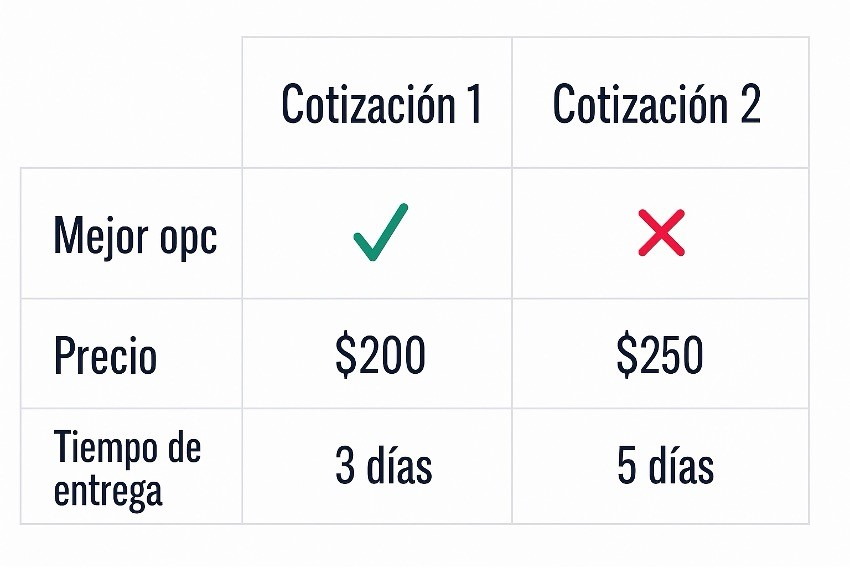 Cotización 1 Cotización 2
Mejor opc ✓ ✗
Precio $200 $250
Tiempo de
entrega 3 días 5 días